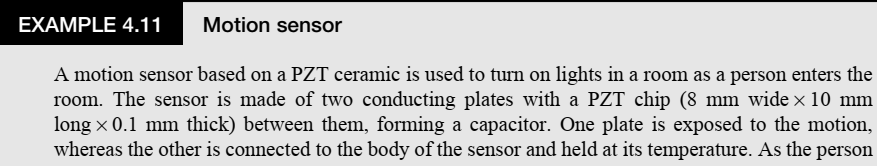 EXAMPLE 4.11 Motion sensor
A motion sensor based on a PZT ceramic is used to turn on lights in a room as a person enters the
room. The sensor is made of two conducting plates with a PZT chip (8 mm wide × 10 mm
long × 0.1 mm thick) between them, forming a capacitor. One plate is exposed to the motion,
whereas the other is connected to the body of the sensor and held at its temperature. As the person